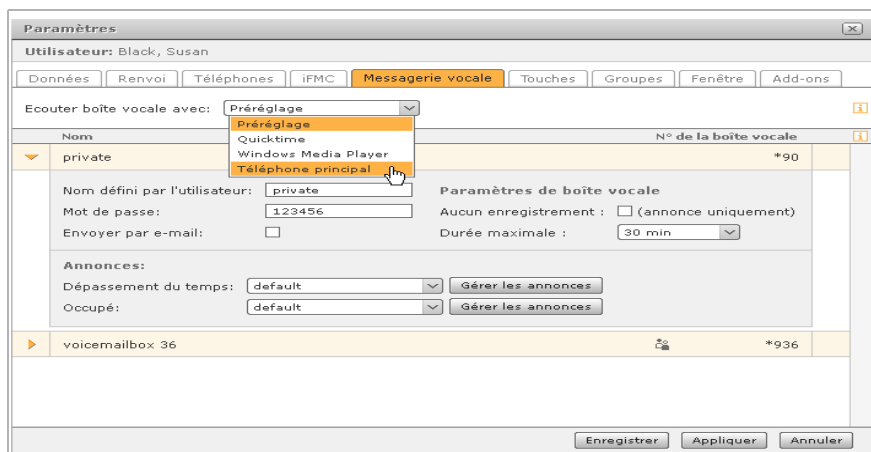 Paramètres
Utilisateur: Black, Susan
Données Renvoi Téléphones iFMC Messagerie vocale Touches Groupes Fenêtre Add-ons
Ecouter boîte vocale avec: Préréglage
Préréglage
Quicktime
Windows Media Player
Téléphone principal
Nom N° de la boîte vocale
private *90
Nom défini par l'utilisateur: private Paramètres de boîte vocale
Mot de passe: 123456 Aucun enregistrement : (annonce uniquement)
Envoyer par e-mail: Durée maximale : 30 min
Annonces:
Dépassement du temps: default Gérer les annonces
Occupé: default Gérer les annonces
voicemailbox 36 *936
Enregistrer Appliquer Annuler